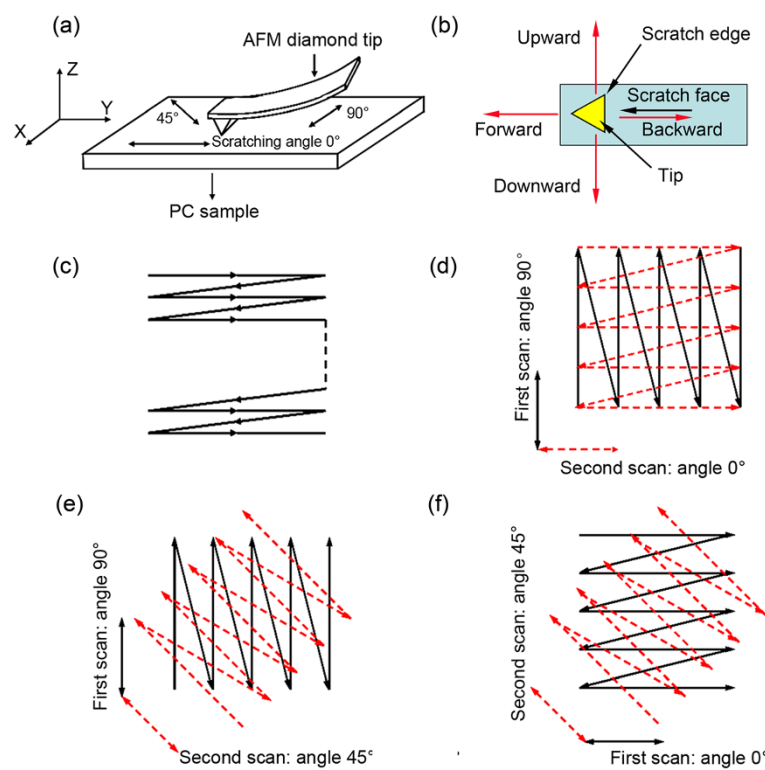 (a)
AFM diamond tip
Z
Y
X
45°
90°
Scratching angle 0°
PC sample
(b)
Upward
Scratch edge
Scratch face
Forward
Backward
Tip
Downward
(c)
(d)
First scan: angle 90°
Second scan: angle 0°
(e)
First scan: angle 90°
Second scan: angle 45°
(f)
Second scan: angle 45°
First scan: angle 0°